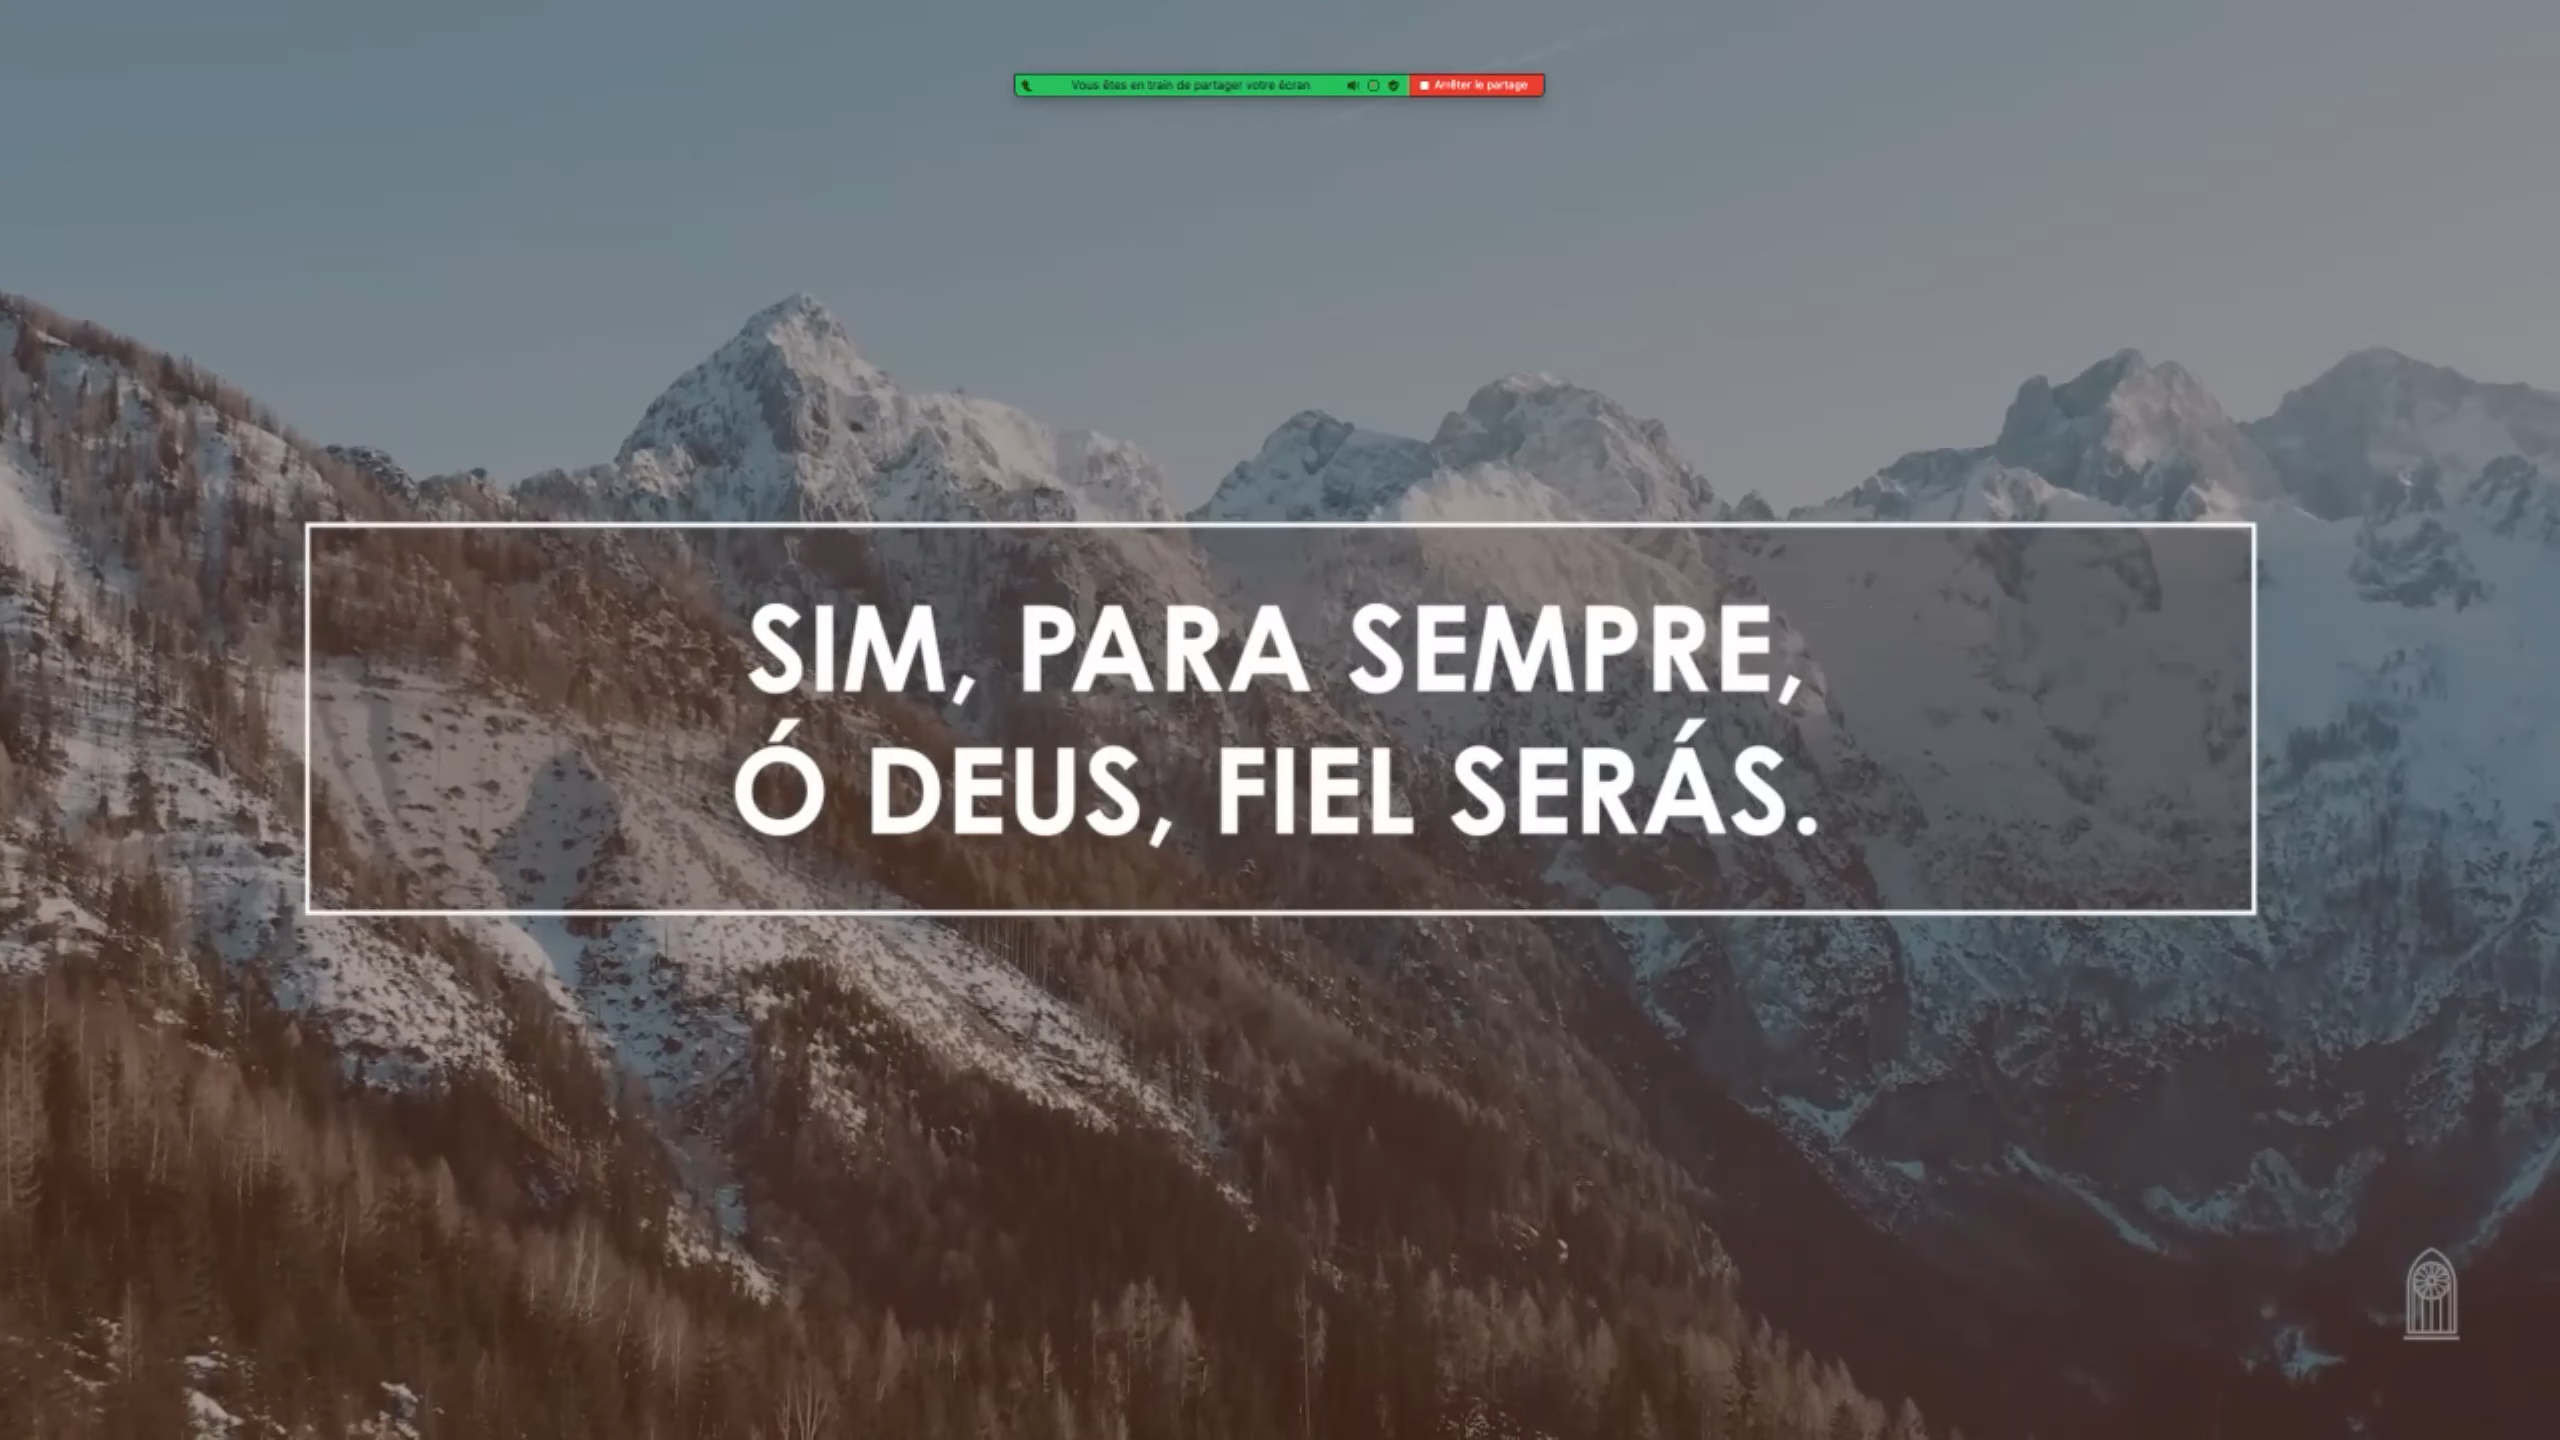 Vous êtes en train de partager votre écran
Arrêter le partage
SIM, PARA SEMPRE,
Ó DEUS, FIEL SERÁS.